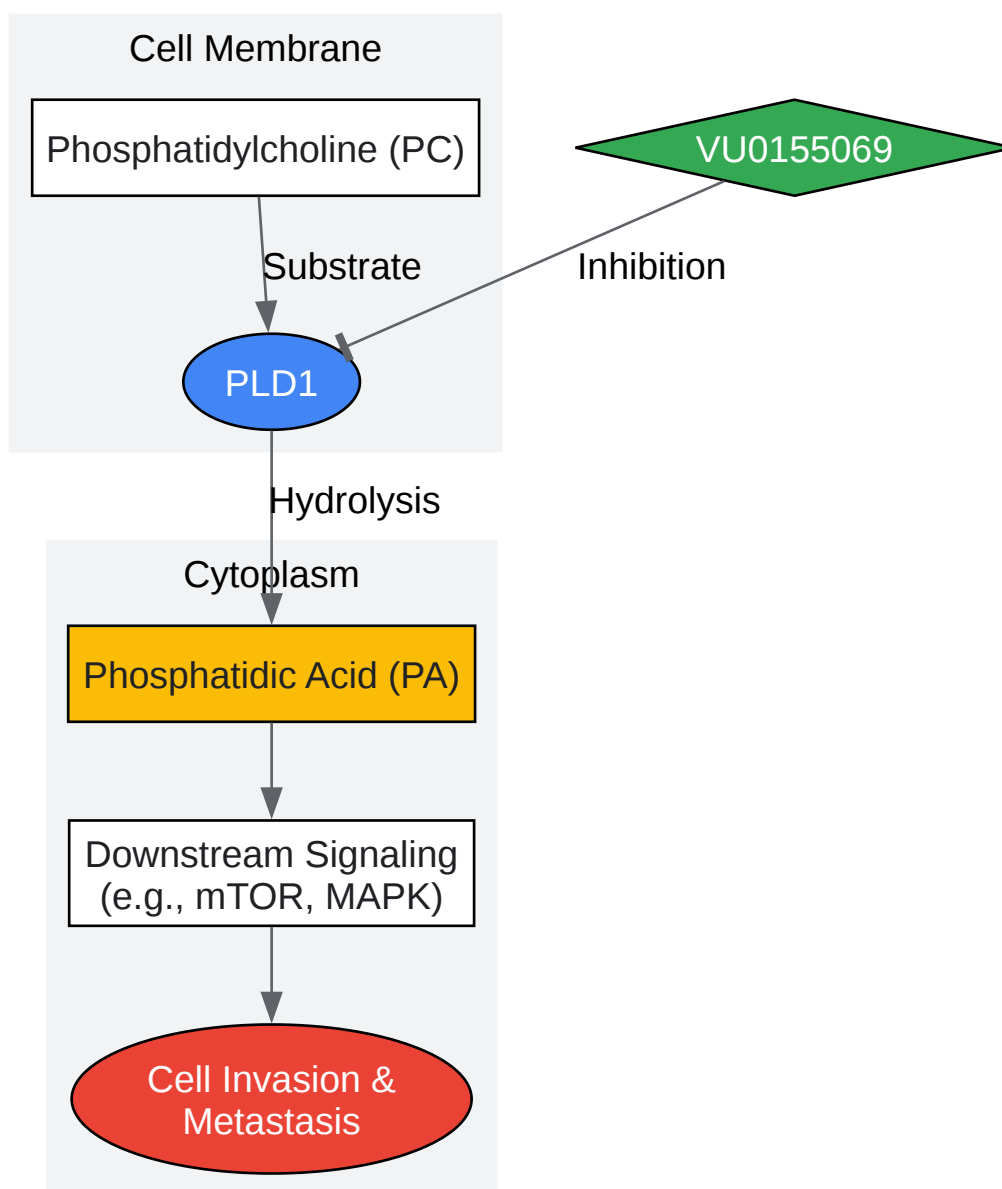 Cell Membrane
Phosphatidylcholine (PC)
VU0155069
Substrate
Inhibition
PLD1
Hydrolysis
Cytoplasm
Phosphatidic Acid (PA)
Downstream Signaling
(e.g., mTOR, MAPK)
Cell Invasion &
Metastasis